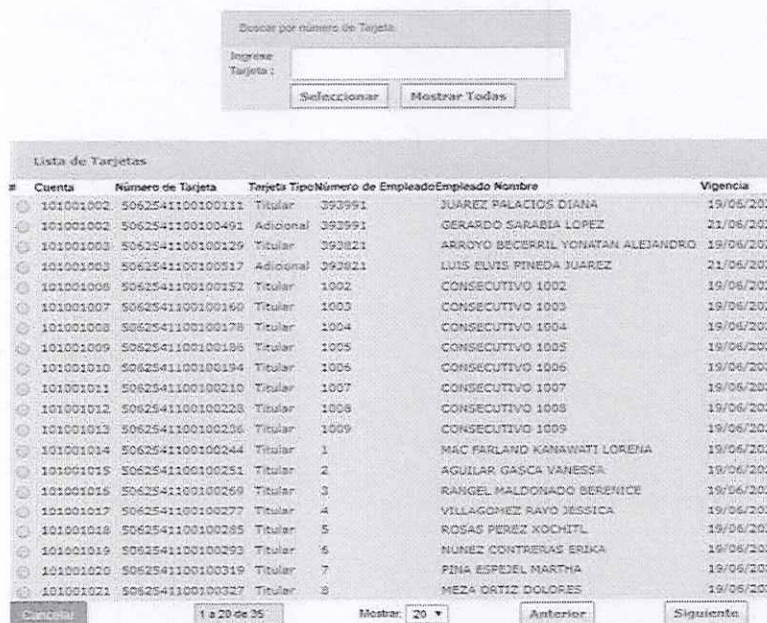 Buscar por número de Tarjeta
Ingrese
Tarjeta :
Seleccionar Mostrar Todas
Lista de Tarjetas
# Cuenta Número de Tarjeta Tarjeta Tipo Número de Empleado Empleado Nombre Vigencia
101001002 5062541100100111 Titular 393991 JUAREZ PALACIOS DIANA 19/06/202
101001002 5062541100100491 Adicional 393991 GERARDO SARABIA LOPEZ 21/06/202
101001003 5062541100100129 Titular 393821 ARROYO BECERRIL YONATAN ALEJANDRO 19/06/202
101001003 5062541100100517 Adicional 393821 LUIS ELVIS PINEDA JUAREZ 21/06/202
101001006 5062541100100152 Titular 1002 CONSECUTIVO 1002 19/06/202
101001007 5062541100100160 Titular 1003 CONSECUTIVO 1003 19/06/202
101001008 5062541100100178 Titular 1004 CONSECUTIVO 1004 19/06/202
101001009 5062541100100186 Titular 1005 CONSECUTIVO 1005 19/06/202
101001010 5062541100100194 Titular 1006 CONSECUTIVO 1006 19/06/202
101001011 5062541100100210 Titular 1007 CONSECUTIVO 1007 19/06/202
101001012 5062541100100228 Titular 1008 CONSECUTIVO 1008 19/06/202
101001013 5062541100100236 Titular 1009 CONSECUTIVO 1009 19/06/202
101001014 5062541100100244 Titular 1 MAC FARLAND KANAWATI LORENA 19/06/202
101001015 5062541100100251 Titular 2 AGUILAR GASCA VANESSA 19/06/202
101001016 5062541100100269 Titular 3 RANGEL MALDONADO BERENICE 19/06/202
101001017 5062541100100277 Titular 4 VILLAGOMEZ RAYO JESSICA 19/06/202
101001018 5062541100100285 Titular 5 ROSAS PEREZ XOCHITL 19/06/202
101001019 5062541100100293 Titular 6 NUNEZ CONTRERAS ERIKA 19/06/202
101001020 5062541100100319 Titular 7 PINA ESPEJEL MARTHA 19/06/202
101001021 5062541100100327 Titular 8 MEZA ORTIZ DOLORES 19/06/202
Cancelar 1 a 20 de 36 Mostrar: 20 Anterior Siguiente